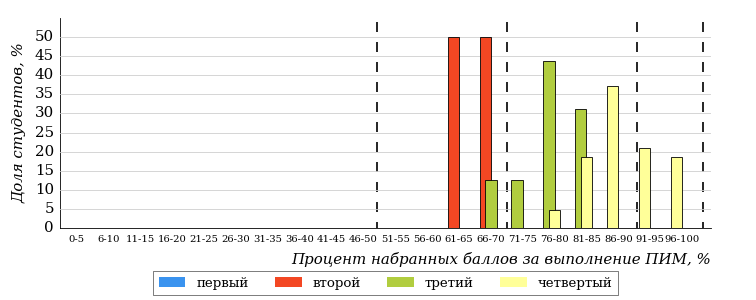 Доля студентов, %
50
45
40
35
30
25
20
15
10
5
0
0-5 6-10 11-15 16-20 21-25 26-30 31-35 36-40 41-45 46-50 51-55 56-60 61-65 66-70 71-75 76-80 81-85 86-90 91-95 96-100
Процент набранных баллов за выполнение ПИМ, %
первый второй третий четвертый